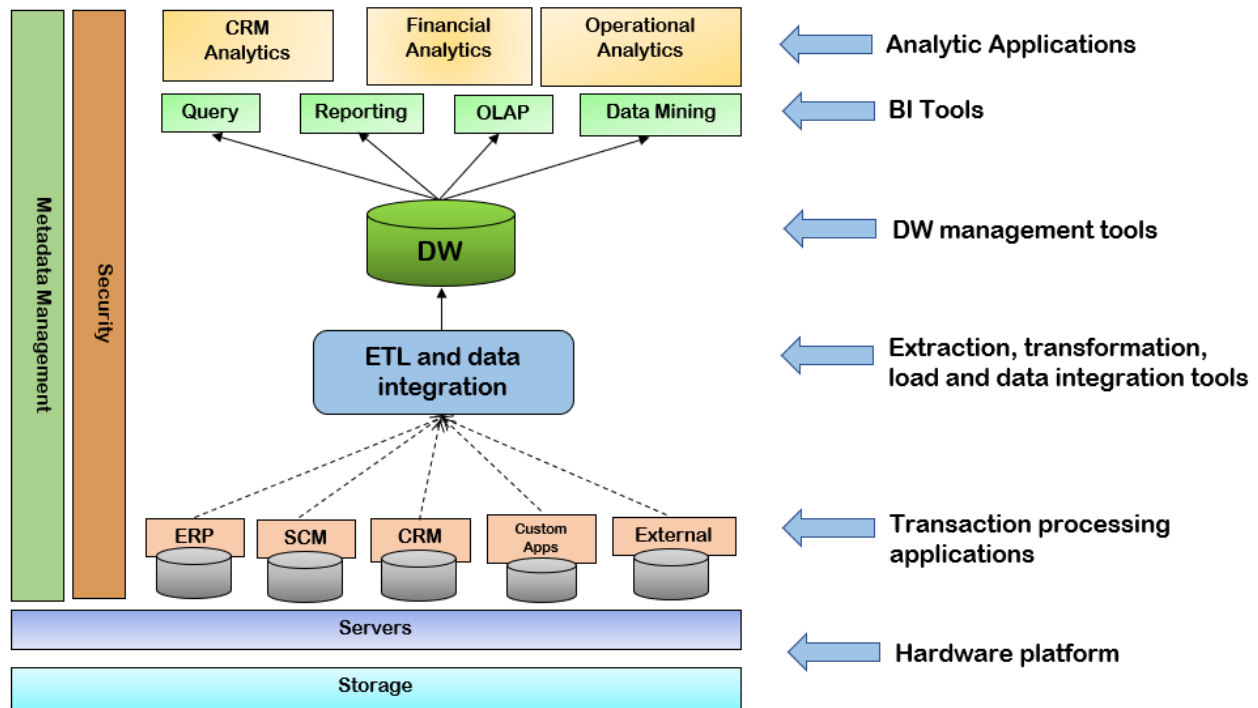 CRM
Analytics
Financial
Analytics
Operational
Analytics
Analytic Applications
Query
Reporting
OLAP
Data Mining
BI Tools
Metadata Management
Security
DW
DW management tools
ETL and data
integration
Extraction, transformation,
load and data integration tools
ERP
SCM
CRM
Custom
Apps
External
Transaction processing
applications
Servers
Hardware platform
Storage